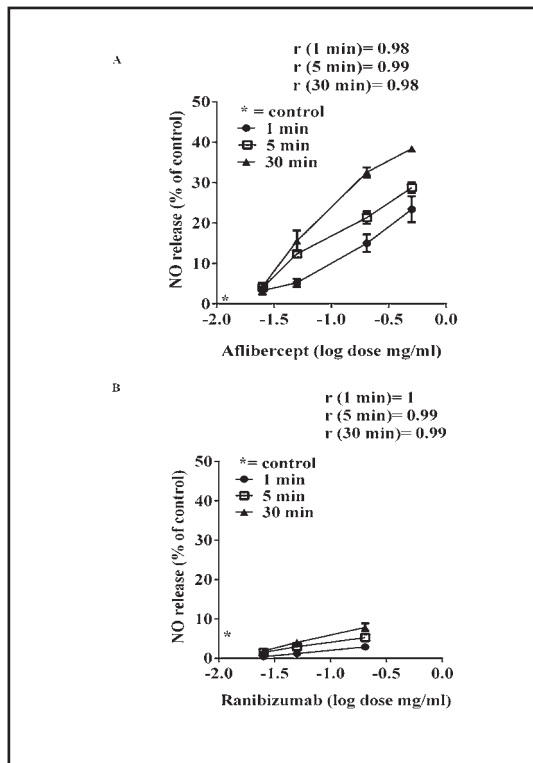 A
r (1 min)= 0.98
r (5 min)= 0.99
r (30 min)= 0.98
* = control
1 min
5 min
30 min
NO release (% of control)
50
40
30
20
10
0
*
-2.0 -1.5 -1.0 -0.5 0.0
Aflibercept (log dose mg/ml)
B
r (1 min)= 1
r (5 min)= 0.99
r (30 min)= 0.99
*= control
1 min
5 min
30 min
NO release (% of control)
50
40
30
20
10
0
*
-2.0 -1.5 -1.0 -0.5 0.0
Ranibizumab (log dose mg/ml)